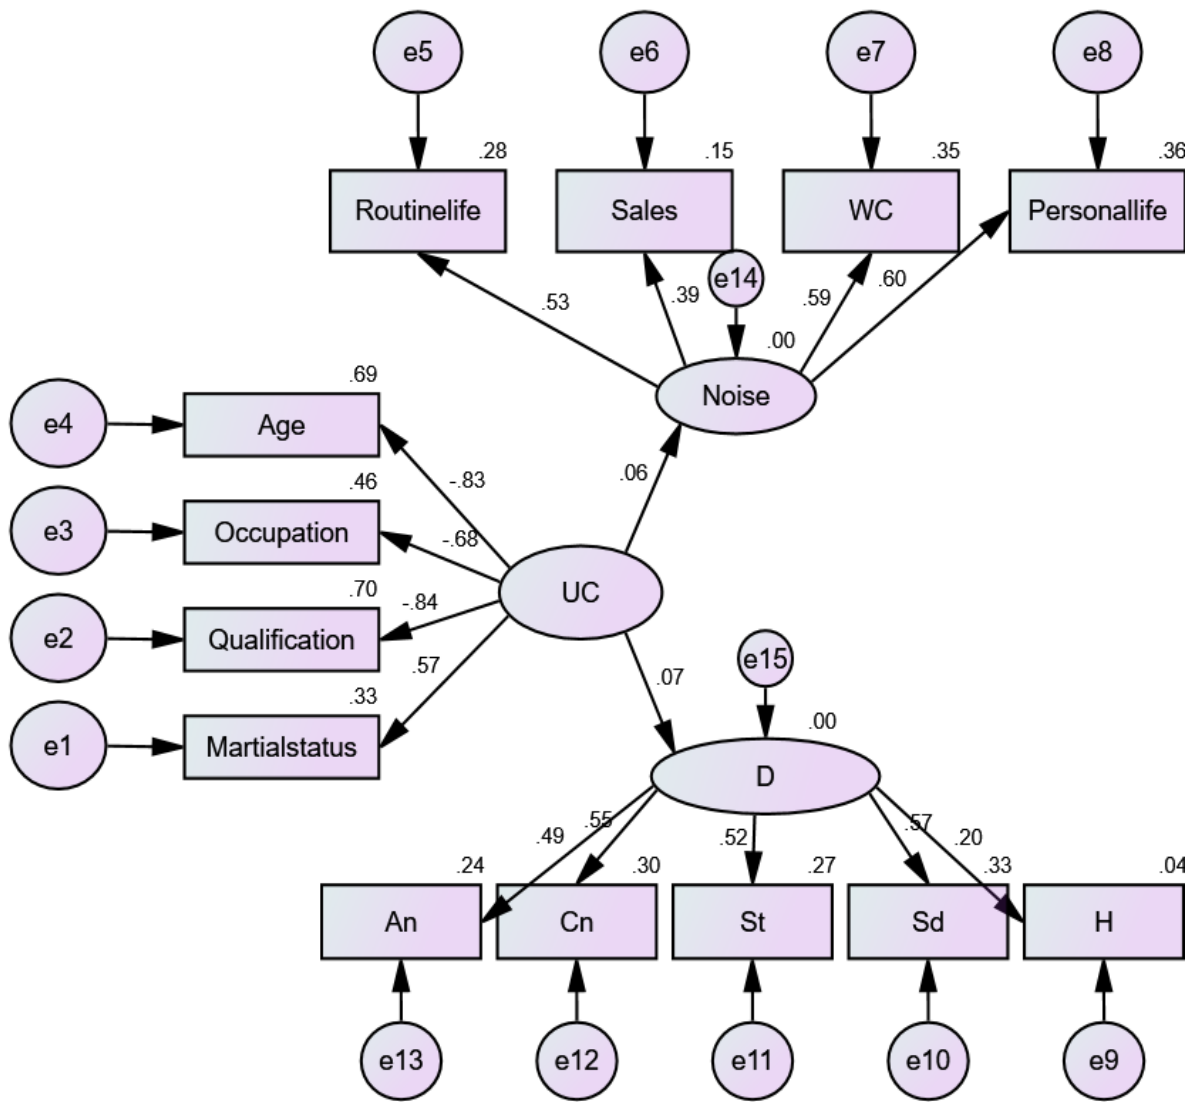 e5
e6
e7
e8
.28
.15
.35
.36
Routinelife
Sales
WC
Personallife
e14
.53
.39
.59
.60
.00
Noise
.69
e4
Age
-.83
.06
.46
e3
Occupation
-.68
UC
.70
-.84
e2
Qualification
.57
.07
e15
.33
.00
e1
Martialstatus
D
.49
.55
.52
.57
.20
.24
.30
.27
.33
.04
An
Cn
St
Sd
H
e13
e12
e11
e10
e9